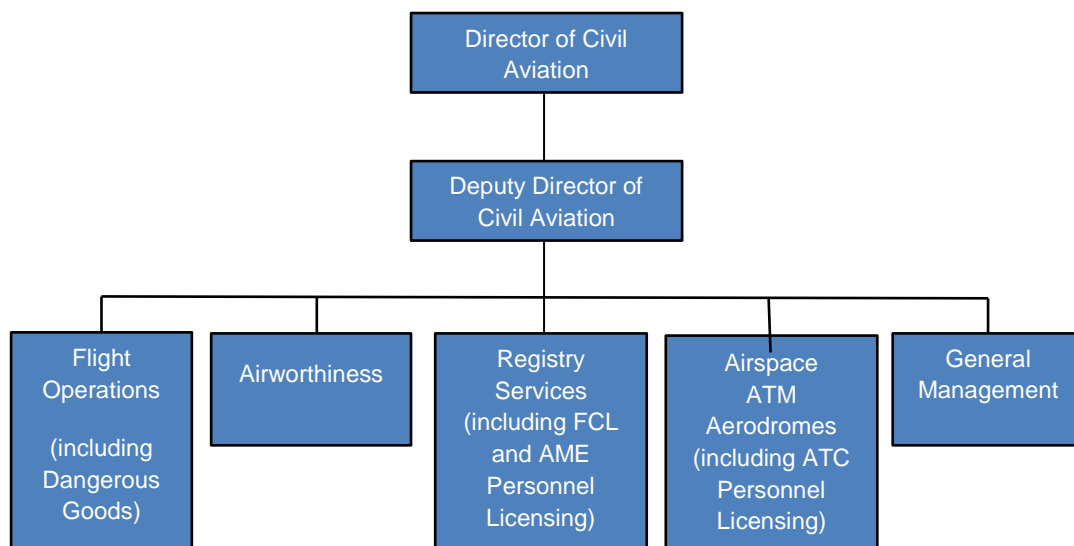 Director of Civil
Aviation
Deputy Director of
Civil Aviation
Flight
Operations
(including
Dangerous
Goods)
Airworthiness
Registry
Services
(including FCL
and AME
Personnel
Licensing)
Airspace
ATM
Aerodromes
(including ATC
Personnel
Licensing)
General
Management